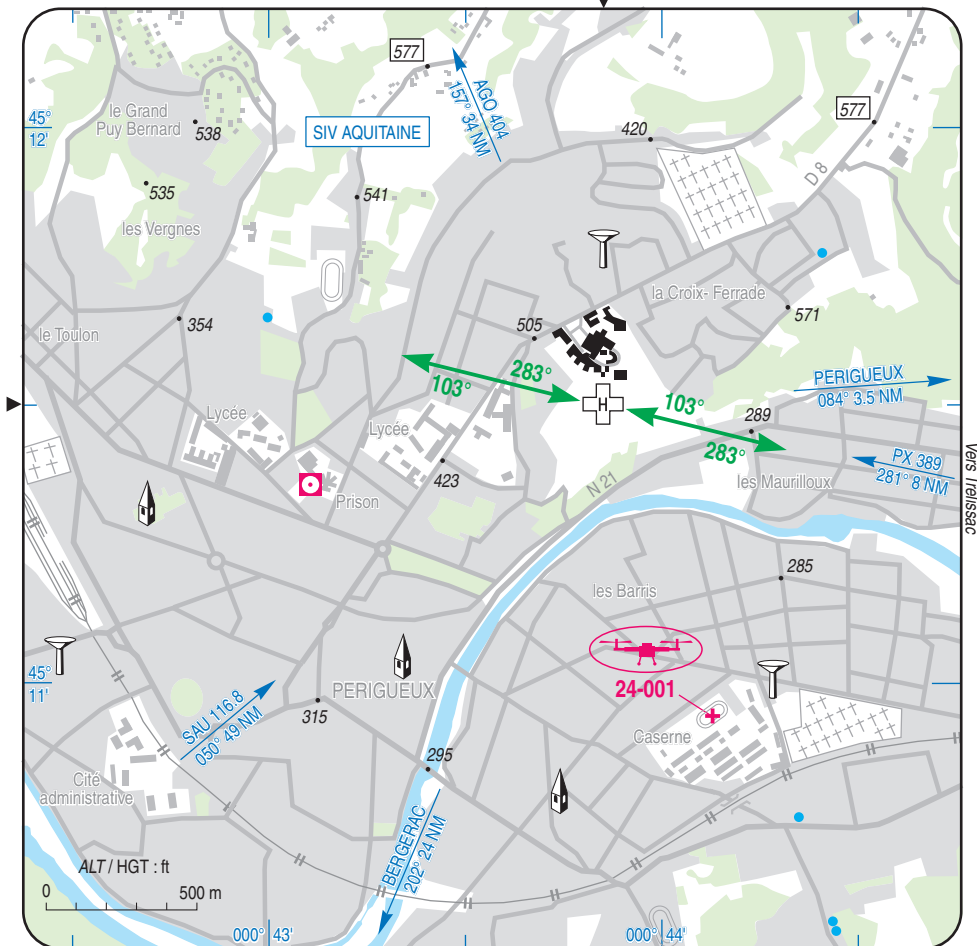 577
AGO 404
157° 34 NM
le Grand
Puy Bernard
538
45°
12'
SIV AQUITAINE
420
577
D 8
535
541
les Vergnes
la Croix- Ferrade
571
354
505
le Toulon
283°
103°
PERIGUEUX
084° 3.5 NM
Lycée
Lycée
H
103°
283°
289
PX 389
281° 8 NM
Vers Trélissac
423
N 21
les Maurilloux
Prison
285
les Barris
45°
11'
24-001
PERIGUEUX
315
SAU 116.8
050° 49 NM
Caserne
295
Cité
administrative
BERGERAC
202° 24 NM
ALT / HGT : ft
0 500 m
000° 43'
000° 44'